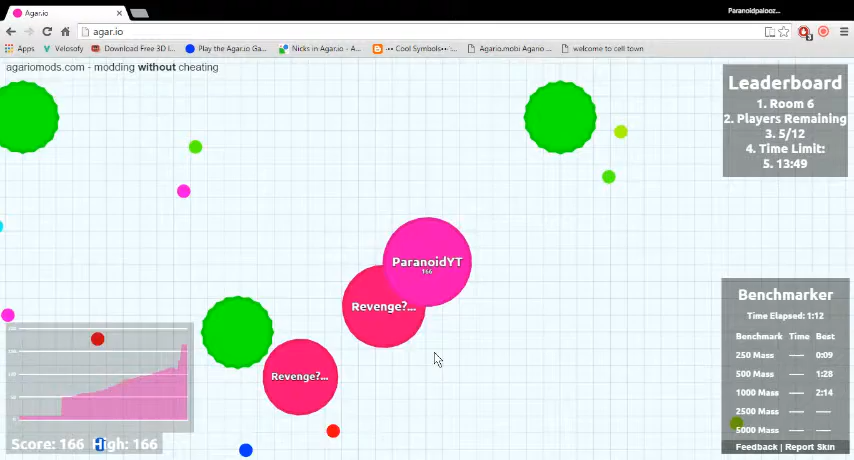 Agar.io
Paranoidpalooz...
agar.io
Apps
Velosofy
Download Free 3D I...
Play the Agar.io Ga...
Nicks in Agar.io - A...
•• Cool Symbols••:...
Agario.mobi Agario ...
welcome to cell town
agariomods.com - modding without cheating
Leaderboard
1. Room 6
2. Players Remaining
3. 5/12
4. Time Limit:
5. 13:49
ParanoidYT
166
Revenge?...
Revenge?...
Benchmarker
Time Elapsed: 1:12
Benchmark Time Best
250 Mass —— 0:09
500 Mass —— 1:28
1000 Mass —— 2:14
2500 Mass —— ——
5000 Mass —— ——
Score: 166 High: 166
Feedback | Report Skin